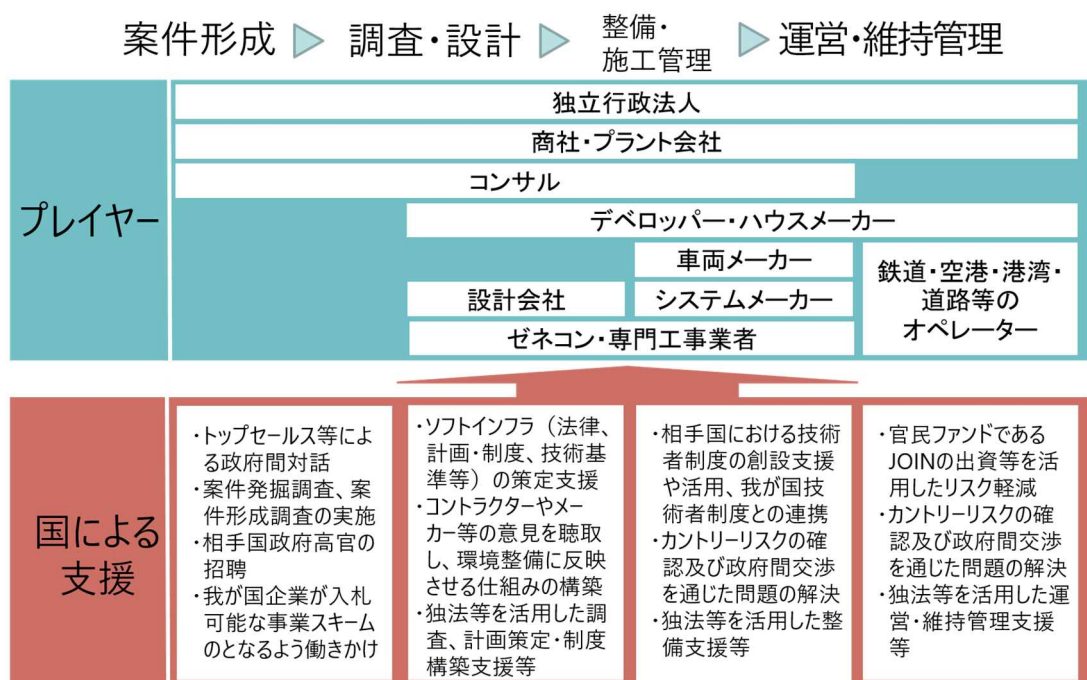 案件形成
調査・設計
整備・
施工管理
運営・維持管理
プレイヤー
独立行政法人
商社・プラント会社
コンサル
デベロッパー・ハウスメーカー
車両メーカー
設計会社
システムメーカー
ゼネコン・専門工事業者
鉄道・空港・港湾・
道路等の
オペレーター
国による
支援
・トップセールス等によ
る政府間対話
・案件発掘調査、案
件形成調査の実施
・相手国政府高官の
招聘
・我が国企業が入札
可能な事業スキーム
のとなるよう働きかけ
・ソフトインフラ（法律、
計画・制度、技術基
準等）の策定支援
・コントラクターやメー
カー等の意見を聴取
し、環境整備に反映
させる仕組みの構築
・独法等を活用した調
査、計画策定・制度
構築支援等
・相手国における技術
者制度の創設支援
や活用、我が国技
術者制度との連携
・カントリーリスクの確
認及び政府間交渉
を通じた問題の解決
・独法等を活用した整
備支援等
・官民ファンドである
JOINの出資等を活
用したリスク軽減
・カントリーリスクの確
認及び政府間交渉
を通じた問題の解決
・独法等を活用した運
営・維持管理支援
等